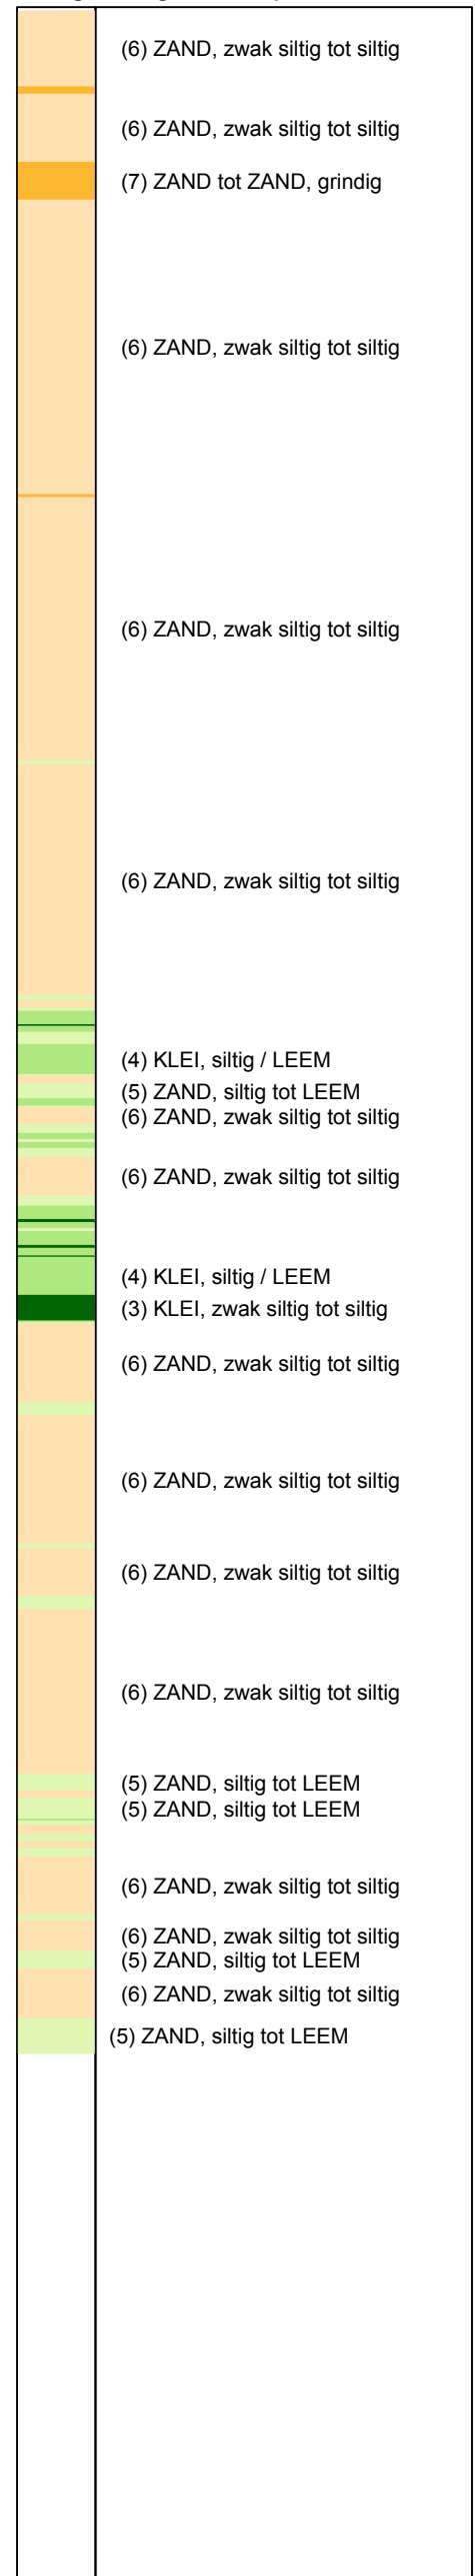 (6) ZAND, zwak siltig tot siltig
(6) ZAND, zwak siltig tot siltig
(7) ZAND tot ZAND, grindig
(6) ZAND, zwak siltig tot siltig
(6) ZAND, zwak siltig tot siltig
(6) ZAND, zwak siltig tot siltig
(4) KLEI, siltig / LEEM
(5) ZAND, siltig tot LEEM
(6) ZAND, zwak siltig tot siltig
(6) ZAND, zwak siltig tot siltig
(4) KLEI, siltig / LEEM
(3) KLEI, zwak siltig tot siltig
(6) ZAND, zwak siltig tot siltig
(6) ZAND, zwak siltig tot siltig
(6) ZAND, zwak siltig tot siltig
(6) ZAND, zwak siltig tot siltig
(5) ZAND, siltig tot LEEM
(5) ZAND, siltig tot LEEM
(6) ZAND, zwak siltig tot siltig
(6) ZAND, zwak siltig tot siltig
(5) ZAND, siltig tot LEEM
(6) ZAND, zwak siltig tot siltig
(5) ZAND, siltig tot LEEM